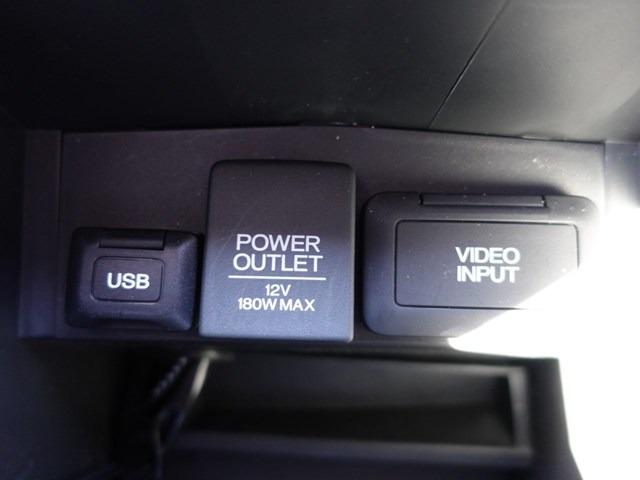 USB
POWER
OUTLET
12V
180W MAX
VIDEO
INPUT